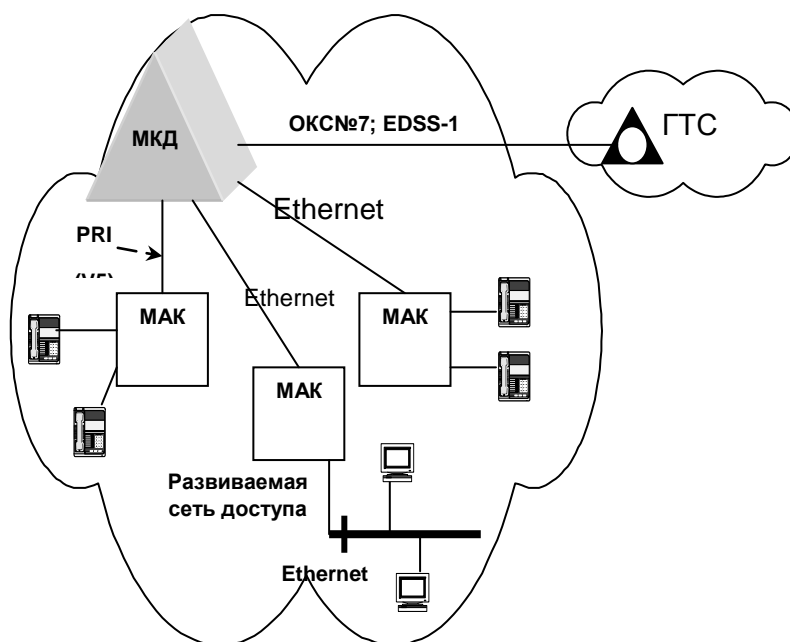 МКД
ОКС№7; EDSS-1
ГТС
Ethernet
PRI
Ethernet
МАК
МАК
МАК
Развиваемая
сеть доступа
Ethernet